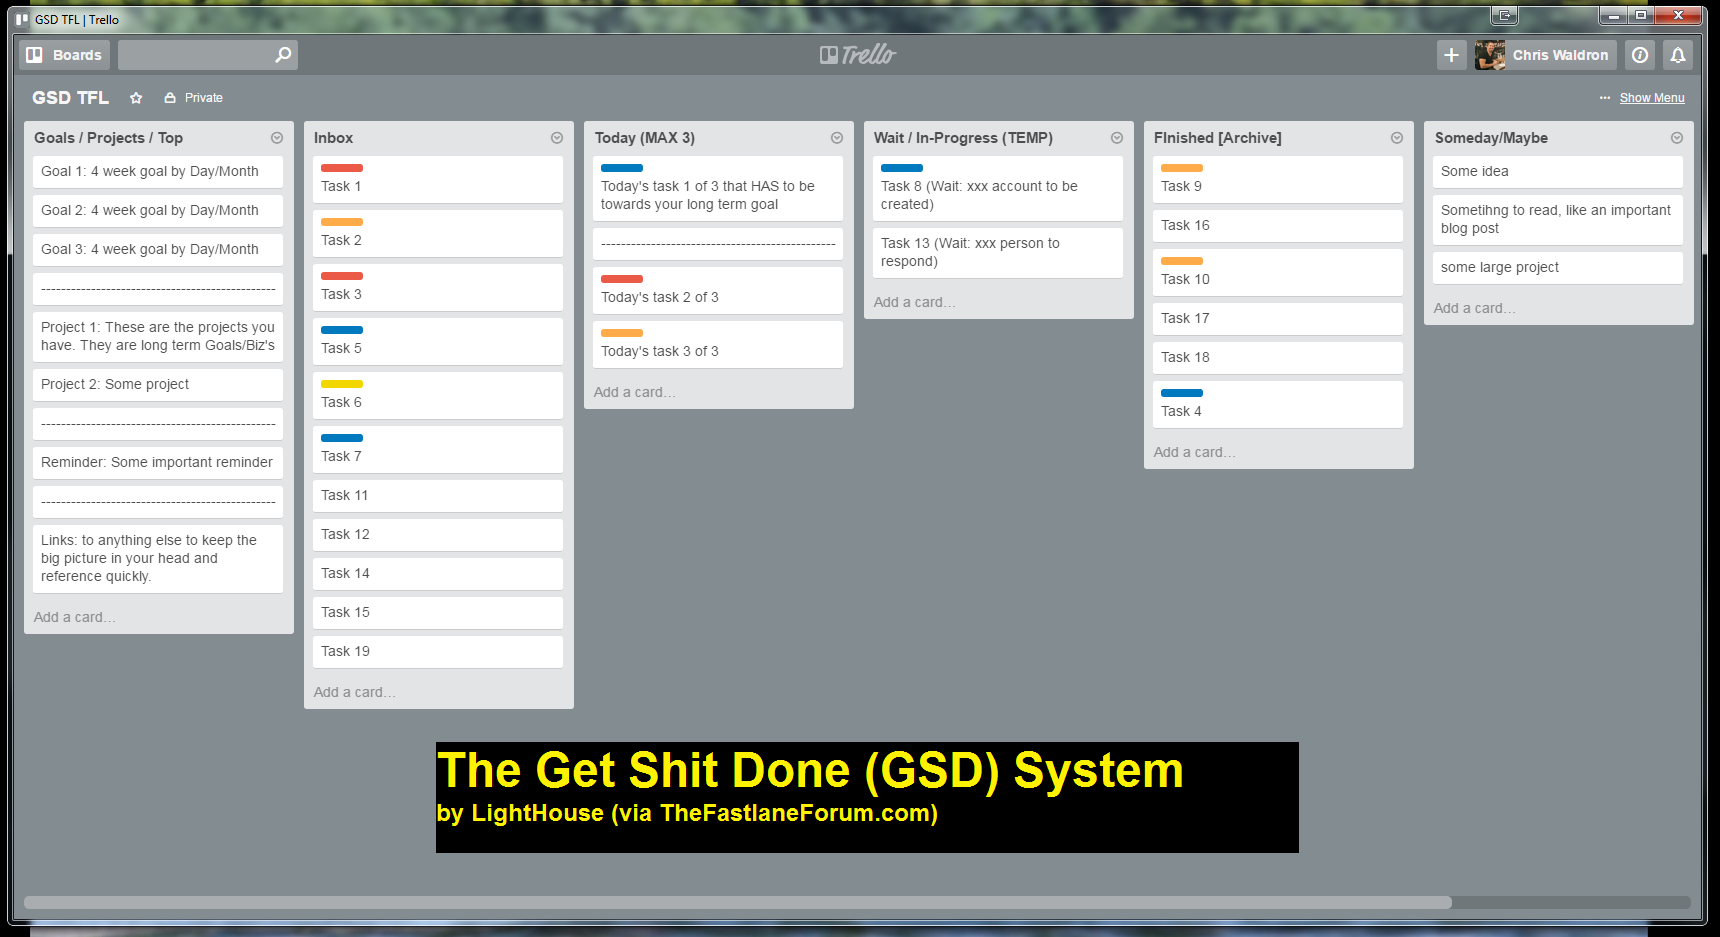 GSD TFL | Trello
Boards
Trello
Chris Waldron
GSD TFL
Private
Show Menu
Goals / Projects / Top
Goal 1: 4 week goal by Day/Month
Goal 2: 4 week goal by Day/Month
Goal 3: 4 week goal by Day/Month
-----------------------------------------------
Project 1: These are the projects you
have. They are long term Goals/Biz's
Project 2: Some project
-----------------------------------------------
Reminder: Some important reminder
-----------------------------------------------
Links: to anything else to keep the
big picture in your head and
reference quickly.
Add a card…
Inbox
Task 1
Task 2
Task 3
Task 5
Task 6
Task 7
Task 11
Task 12
Task 14
Task 15
Task 19
Add a card…
Today (MAX 3)
Today's task 1 of 3 that HAS to be
towards your long term goal
-----------------------------------------------
Today's task 2 of 3
Today's task 3 of 3
Add a card…
Wait / In-Progress (TEMP)
Task 8 (Wait: xxx account to be
created)
Task 13 (Wait: xxx person to
respond)
Add a card…
FInished [Archive]
Task 9
Task 16
Task 10
Task 17
Task 18
Task 4
Add a card…
Someday/Maybe
Some idea
Sometihng to read, like an important
blog post
some large project
Add a card…
The Get Shit Done (GSD) System
by LightHouse (via TheFastlaneForum.com)